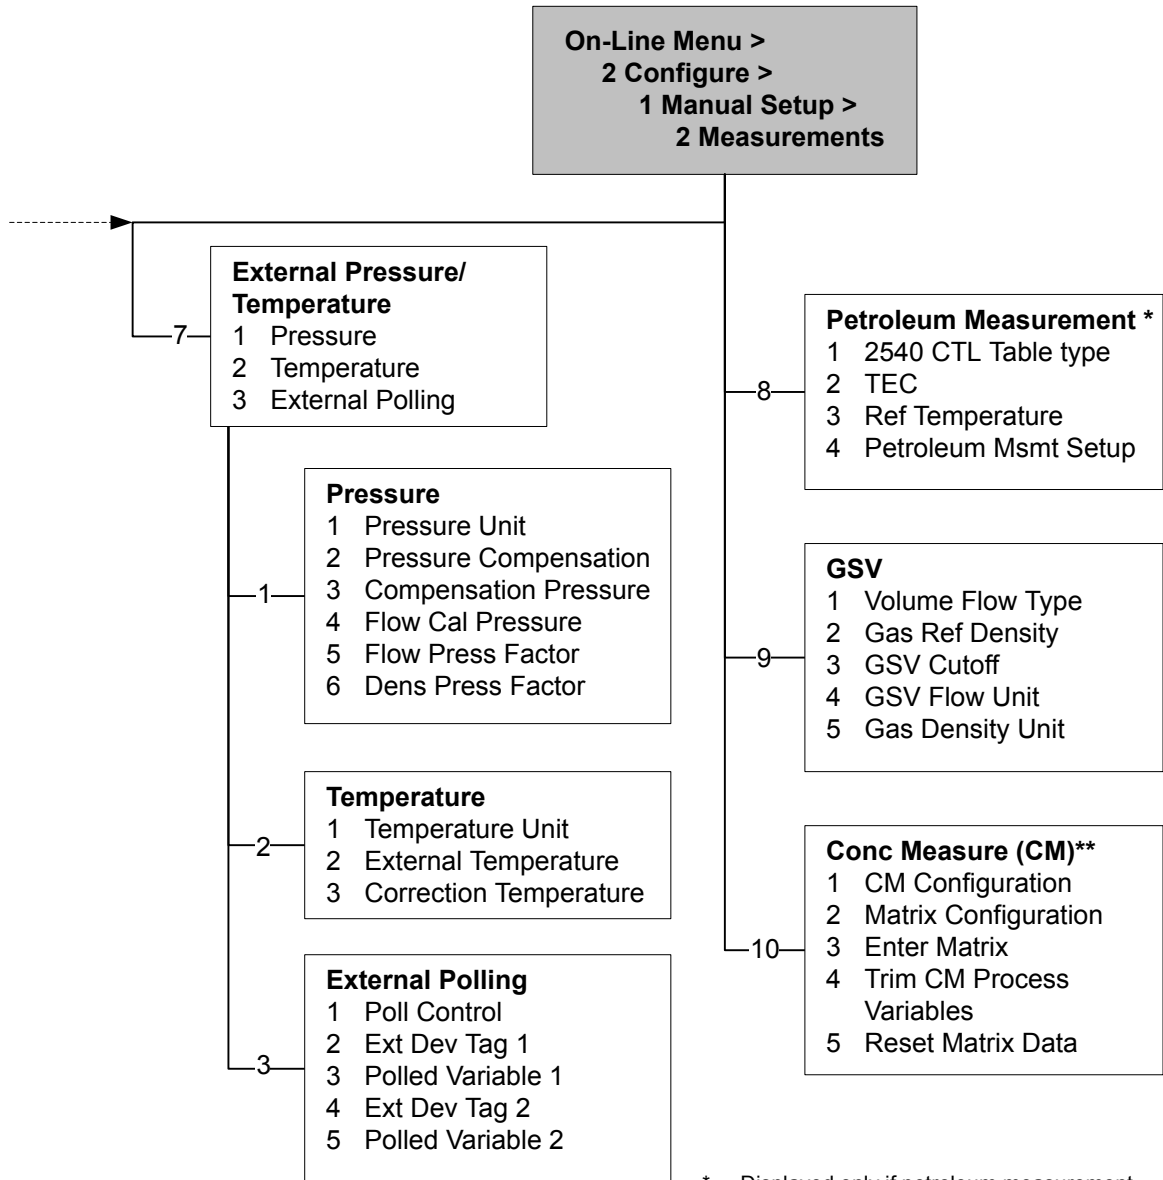 On-Line Menu >
2 Configure >
1 Manual Setup >
2 Measurements
7
External Pressure/
Temperature
1 Pressure
2 Temperature
3 External Polling
1
Pressure
1 Pressure Unit
2 Pressure Compensation
3 Compensation Pressure
4 Flow Cal Pressure
5 Flow Press Factor
6 Dens Press Factor
2
Temperature
1 Temperature Unit
2 External Temperature
3 Correction Temperature
3
External Polling
1 Poll Control
2 Ext Dev Tag 1
3 Polled Variable 1
4 Ext Dev Tag 2
5 Polled Variable 2
8
Petroleum Measurement *
1 2540 CTL Table type
2 TEC
3 Ref Temperature
4 Petroleum Msmt Setup
9
GSV
1 Volume Flow Type
2 Gas Ref Density
3 GSV Cutoff
4 GSV Flow Unit
5 Gas Density Unit
10
Conc Measure (CM)**
1 CM Configuration
2 Matrix Configuration
3 Enter Matrix
4 Trim CM Process
Variables
5 Reset Matrix Data
* Displayed only if petroleum measurement